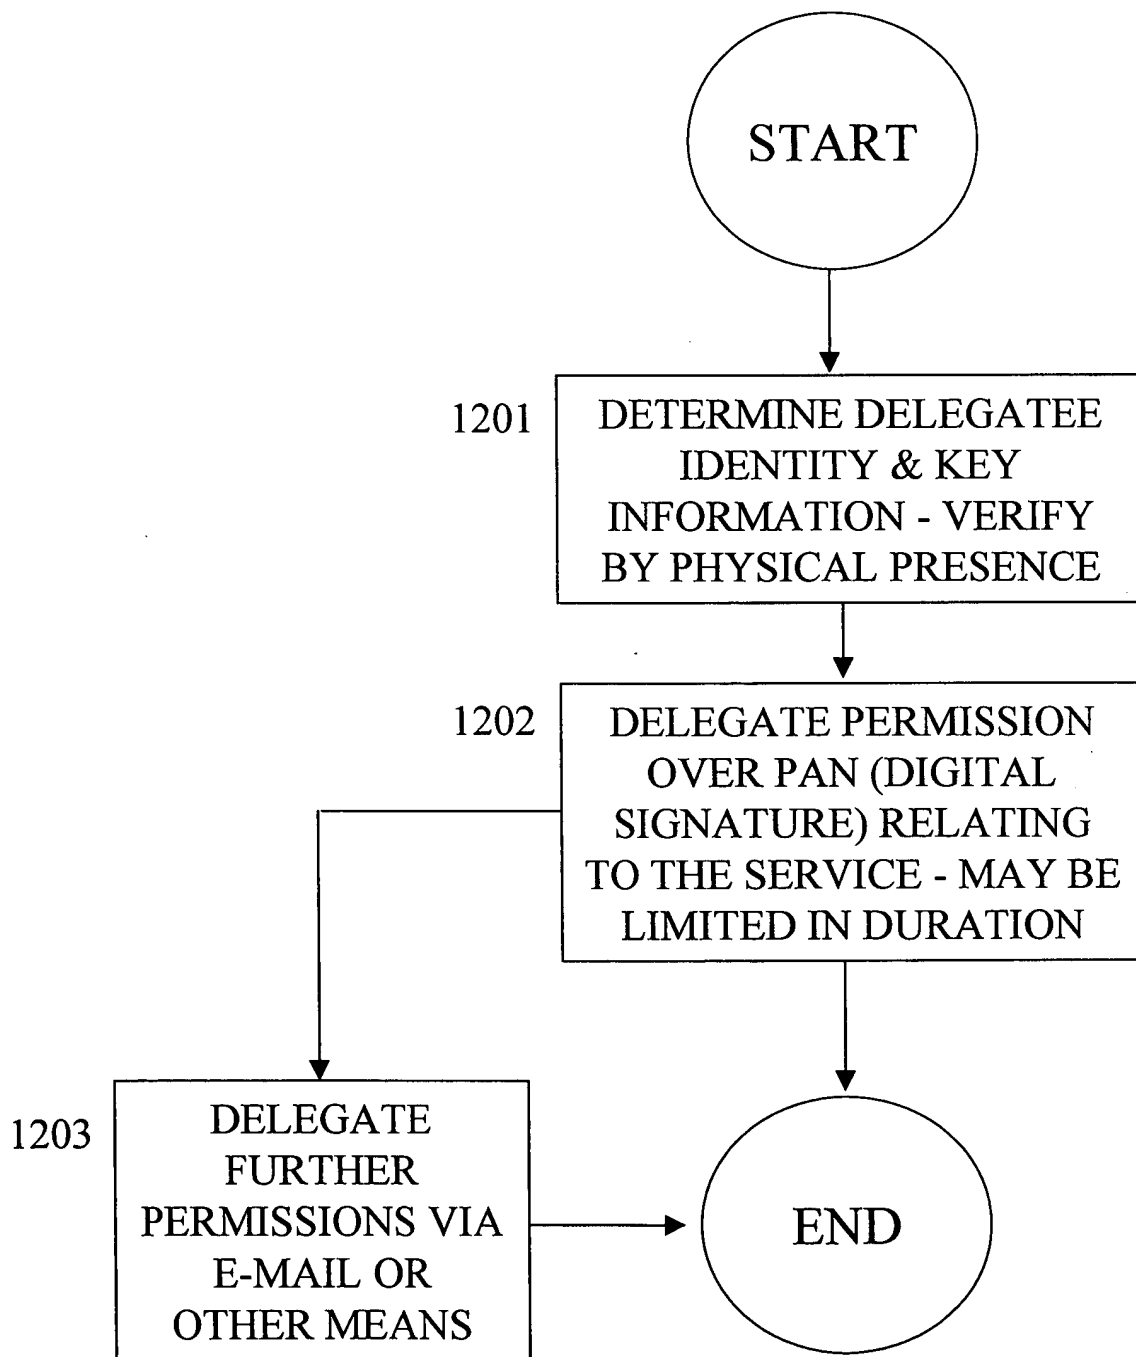 START
1201
DETERMINE DELEGATEE
IDENTITY & KEY
INFORMATION - VERIFY
BY PHYSICAL PRESENCE
1202
DELEGATE PERMISSION
OVER PAN (DIGITAL
SIGNATURE) RELATING
TO THE SERVICE - MAY BE
LIMITED IN DURATION
1203
DELEGATE
FURTHER
PERMISSIONS VIA
E-MAIL OR
OTHER MEANS
END